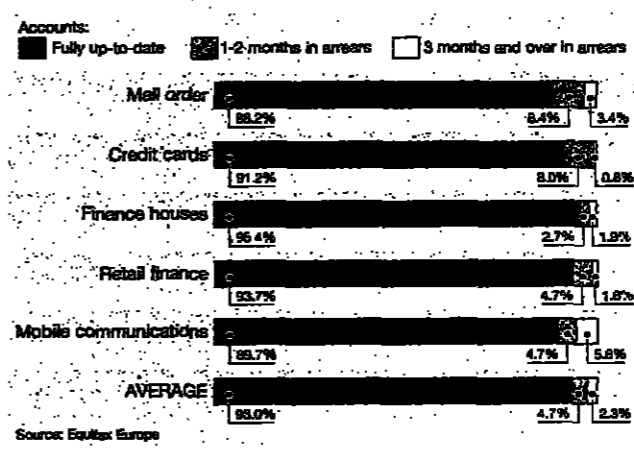 Accounts:
Fully up-to-date 1-2 months in arrears 3 months and over in arrears
Mail order
88.2% 8.4% 3.4%
Credit cards
91.2% 8.0% 0.8%
Finance houses
95.4% 2.7% 1.9%
Retail finance
93.7% 4.7% 1.6%
Mobile communications
89.7% 4.7% 5.6%
AVERAGE
93.0% 4.7% 2.3%
Source: Equifax Europe